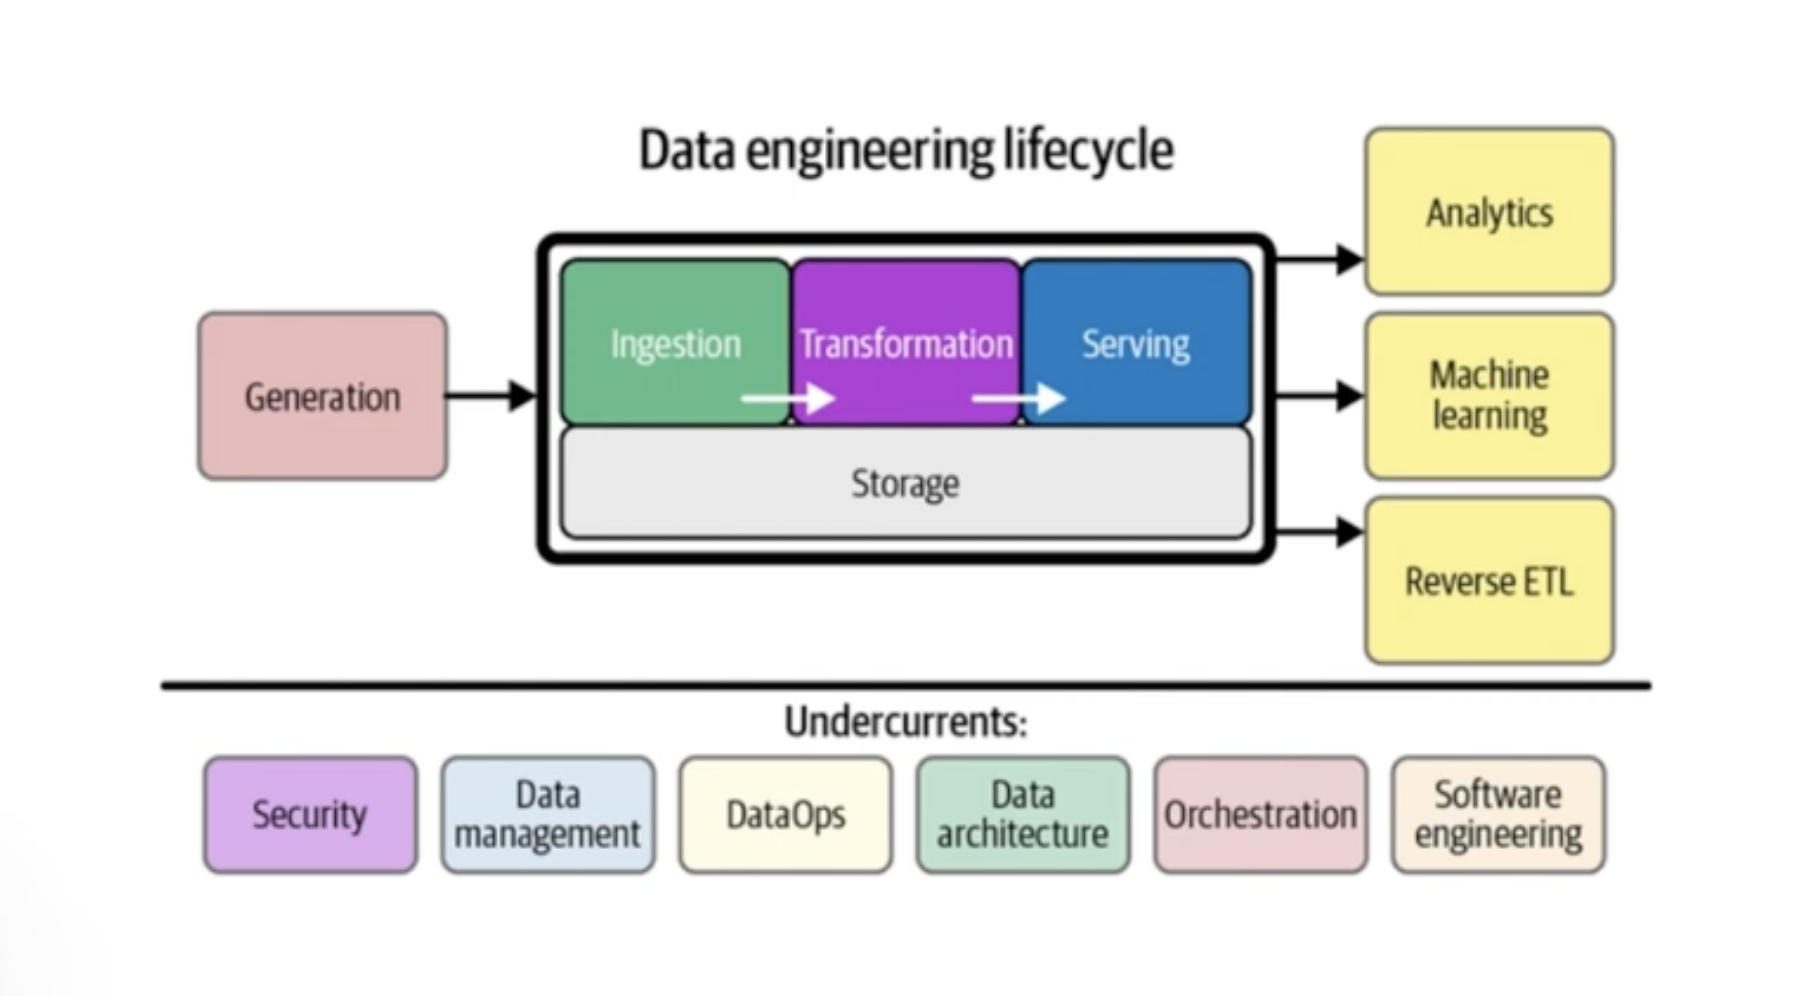 Data engineering lifecycle
Generation
Ingestion
Transformation
Serving
Storage
Analytics
Machine
learning
Reverse ETL
Undercurrents:
Security
Data
management
DataOps
Data
architecture
Orchestration
Software
engineering